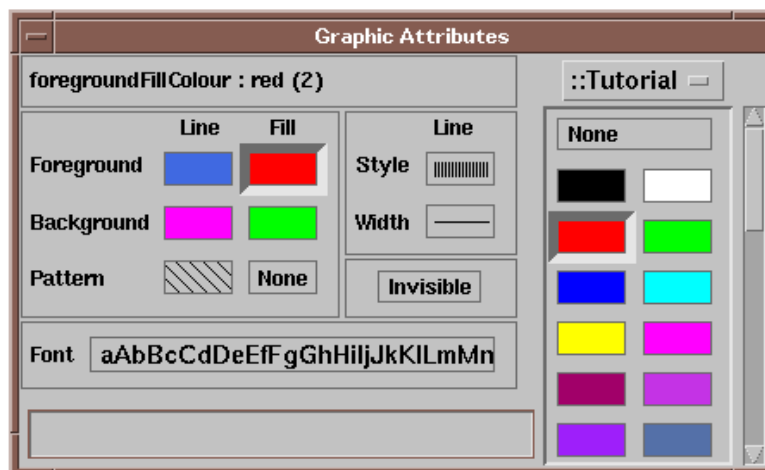 Graphic Attributes
foregroundFillColour : red (2)
::Tutorial
Line Fill
Foreground
Background
Pattern None
Line
Style
Width
Invisible
Font aAbBcCdDeEfFgGhHiIjJkKlLmMn
None